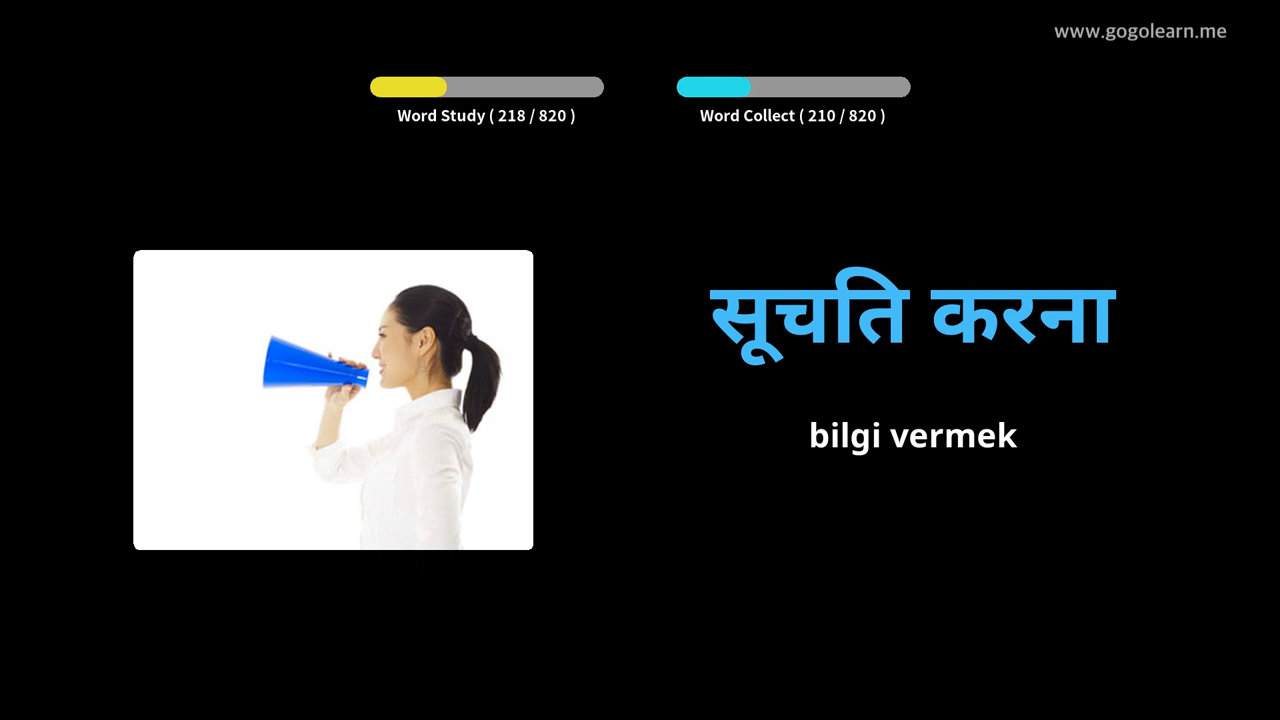 www.gogolearn.me
Word Study ( 218 / 820 )
Word Collect ( 210 / 820 )
सूचति करना
bilgi vermek